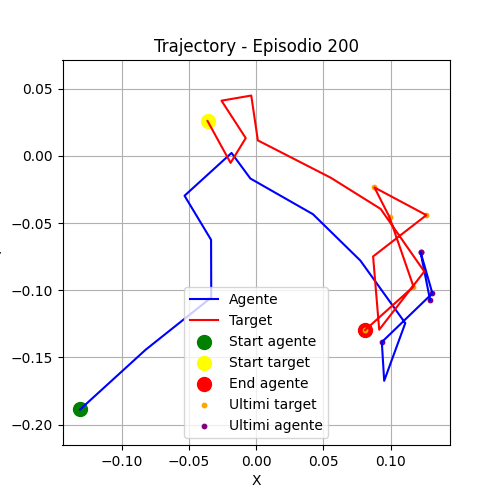 Trajectory - Episodio 200
0.05
0.00
−0.05
−0.10
−0.15
−0.20
Agente
Target
Start agente
Start target
End agente
Ultimi target
Ultimi agente
−0.10
−0.05
0.00
0.05
0.10
X